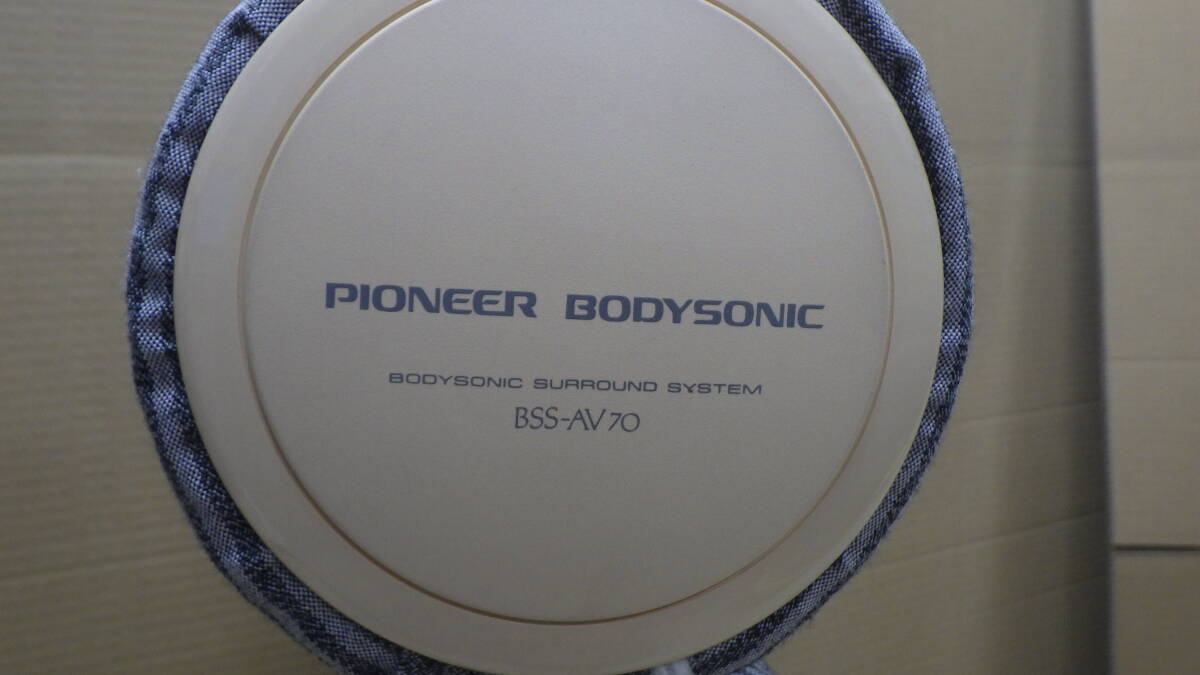 PIONEER BODYSONIC
BODYSONIC SURROUND SYSTEM
BSS-AV70